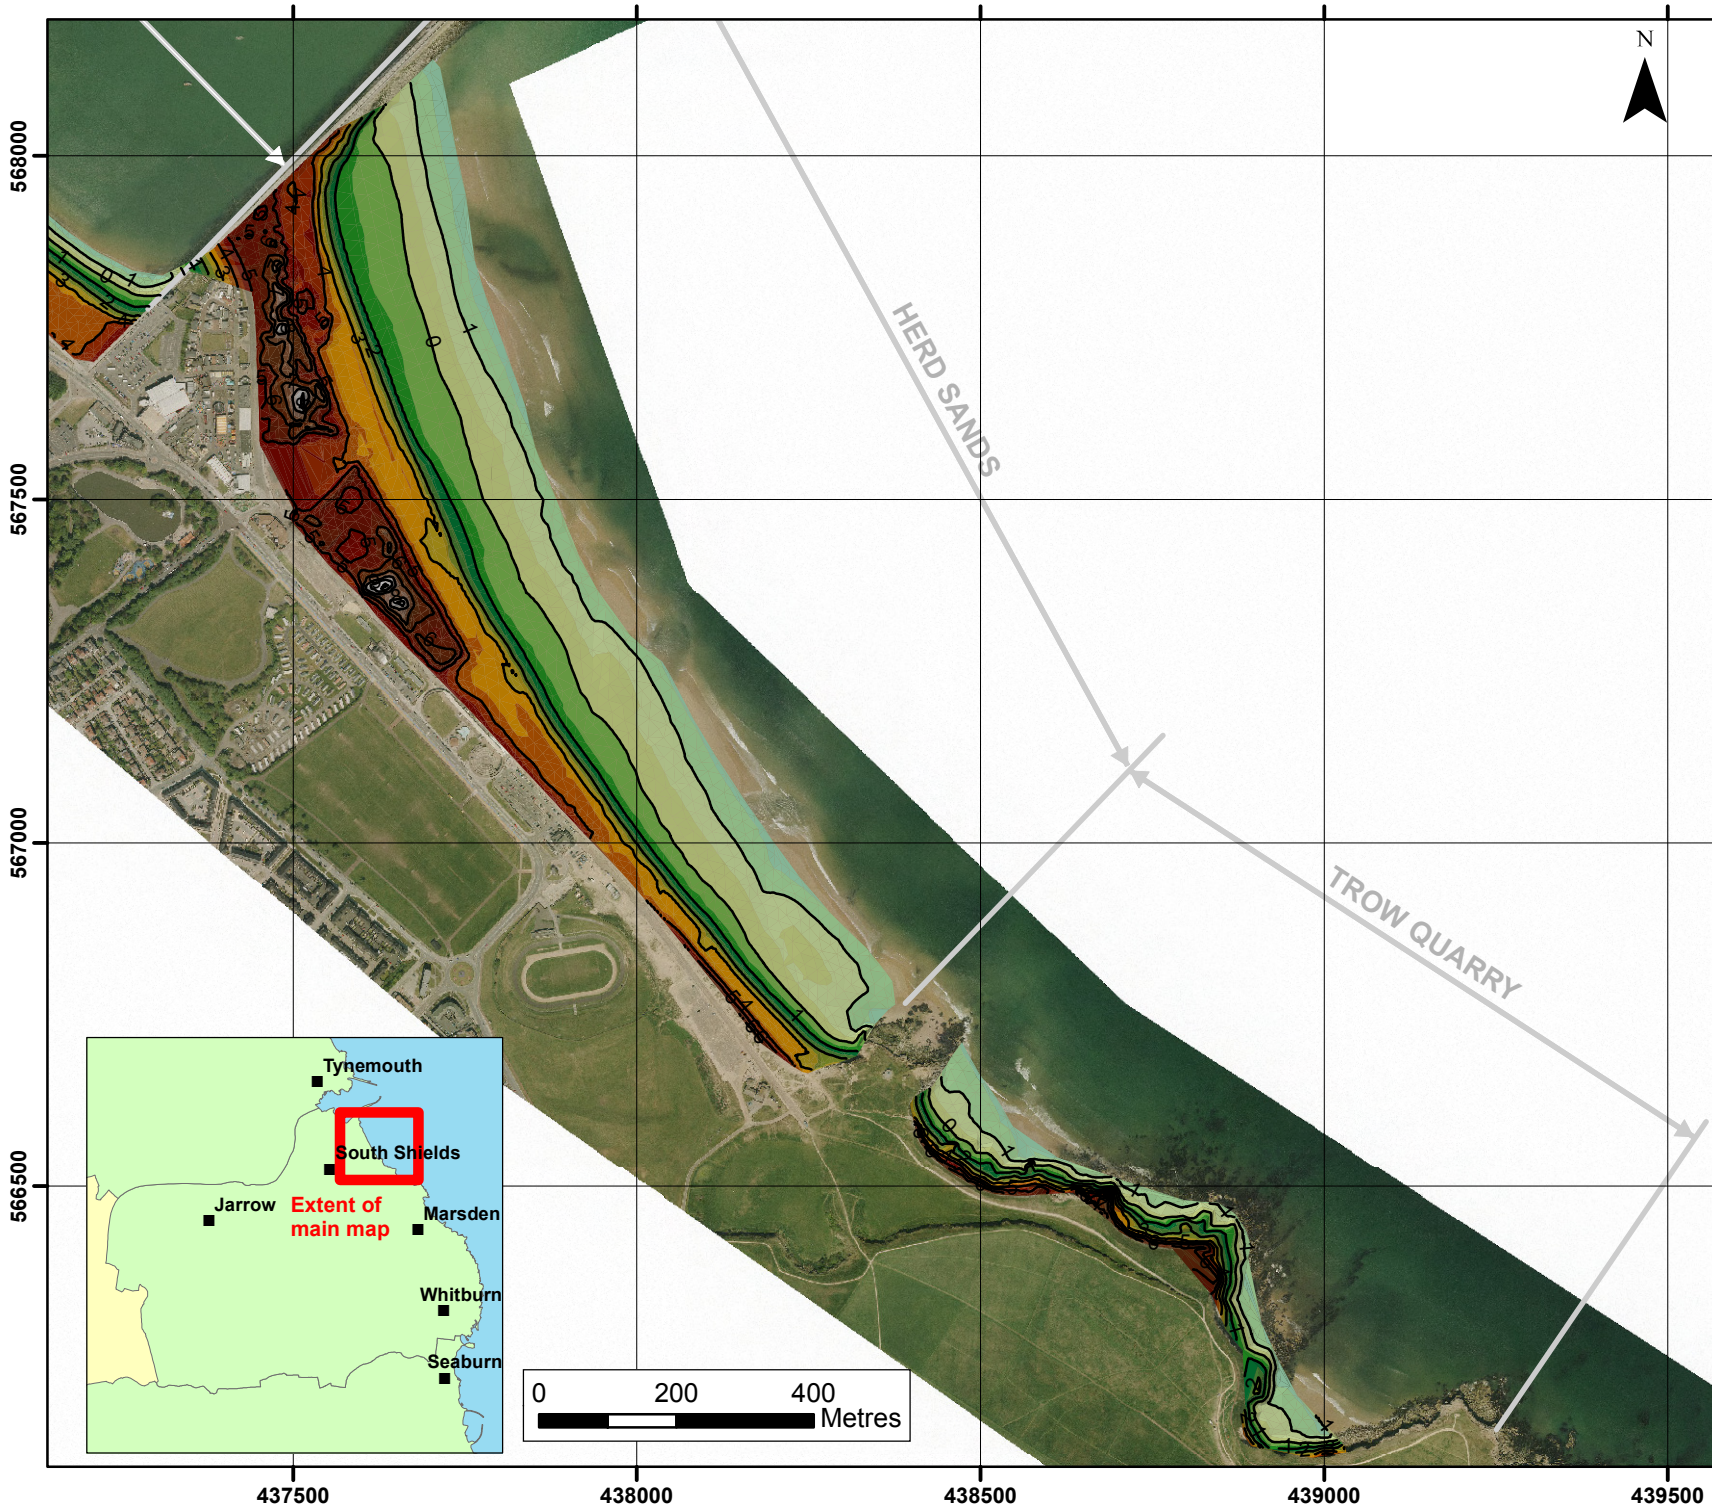 N
568000
567500
567000
566500
HERD SANDS
TROW QUARRY
Tynemouth
South Shields
Jarrow
Extent of
main map
Marsden
Whitburn
Seaburn
0 200 400
Metres
437500 438000 438500 439000 439500